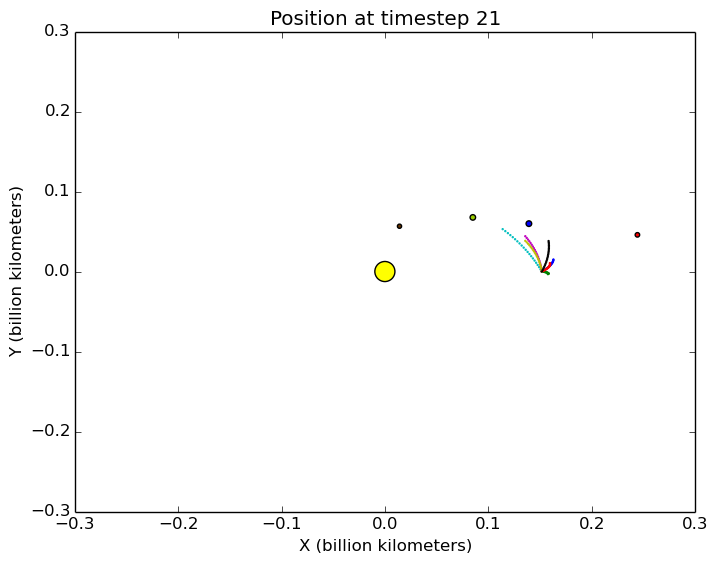 Position at timestep 21
0.3
0.2
0.1
0.0
−0.1
−0.2
−0.3
Y (billion kilometers)
−0.3 −0.2 −0.1 0.0 0.1 0.2 0.3
X (billion kilometers)